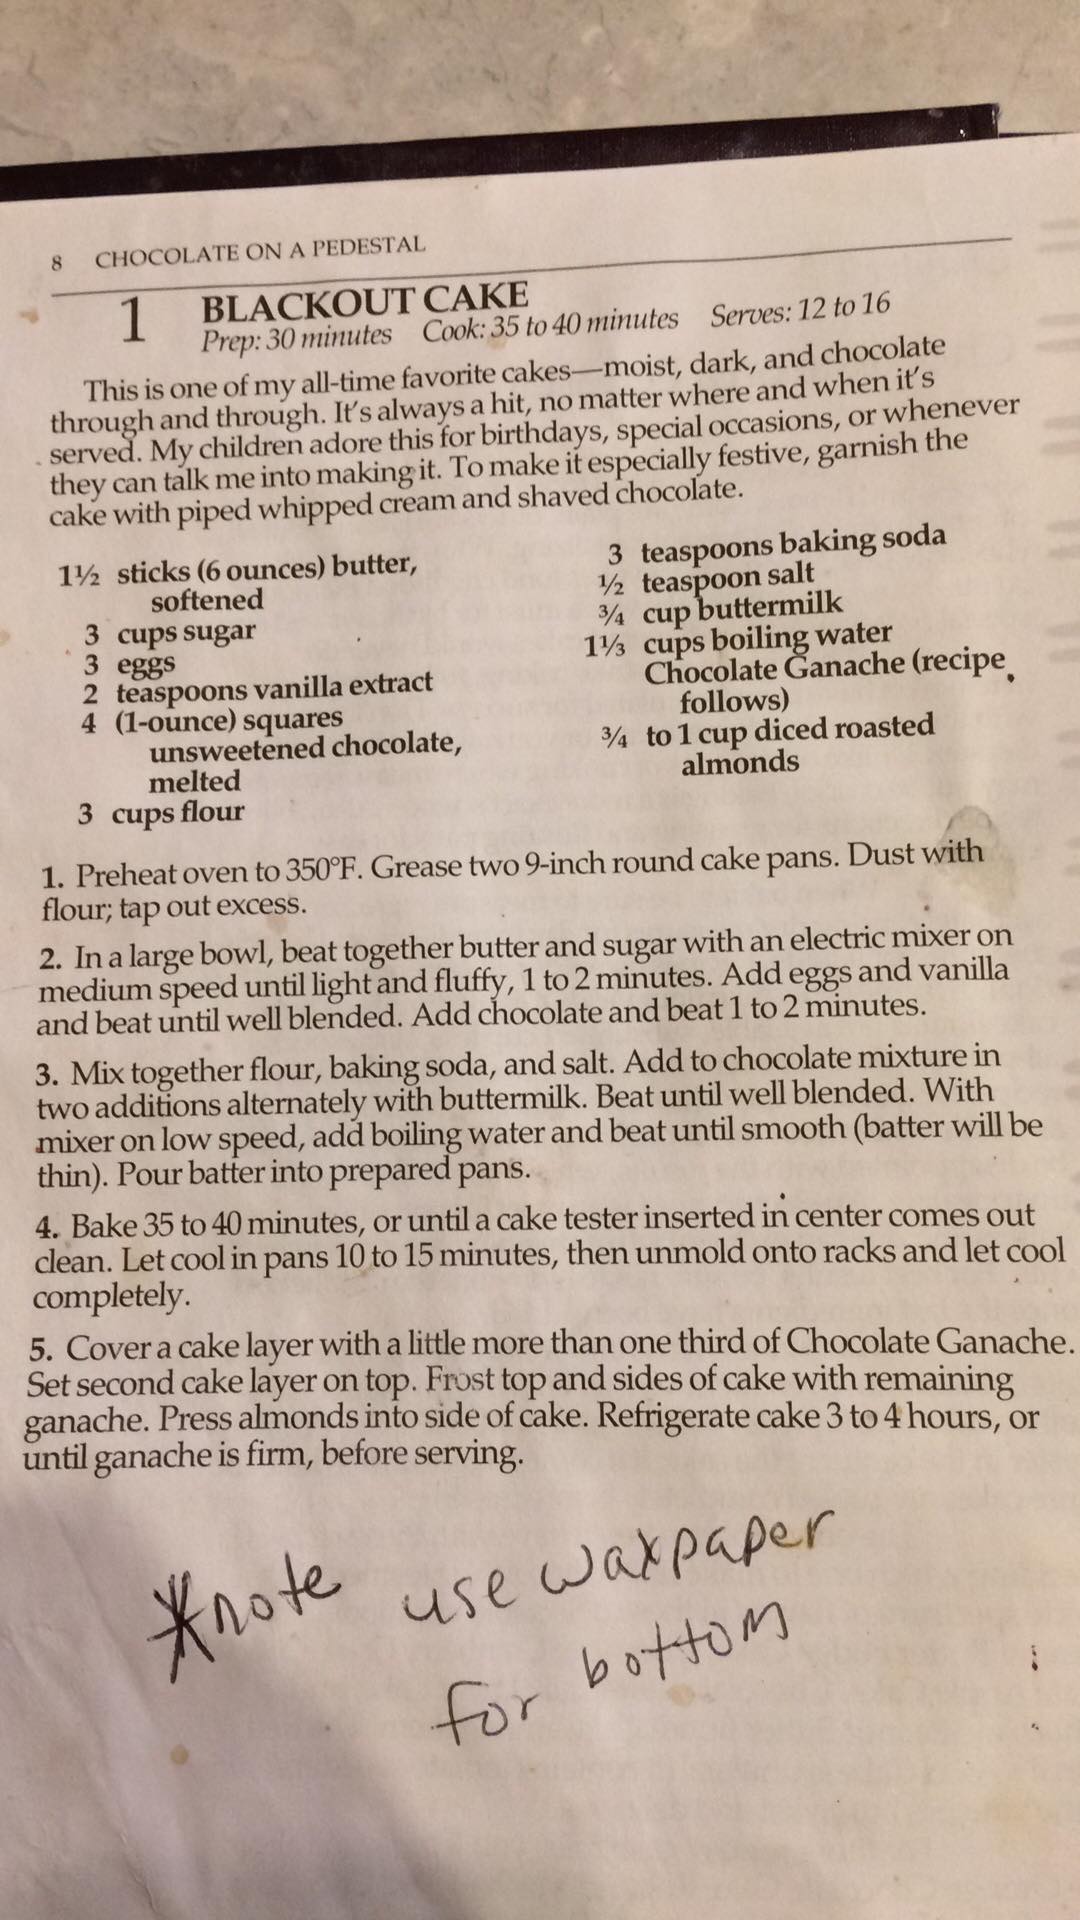 8 CHOCOLATE ON A PEDESTAL
1 BLACKOUT CAKE
Prep: 30 minutes Cook: 35 to 40 minutes Serves: 12 to 16
This is one of my all-time favorite cakes—moist, dark, and chocolate
through and through. It's always a hit, no matter where and when it's
served. My children adore this for birthdays, special occasions, or whenever
they can talk me into making it. To make it especially festive, garnish the
cake with piped whipped cream and shaved chocolate.
1½ sticks (6 ounces) butter,
softened
3 cups sugar
3 eggs
2 teaspoons vanilla extract
4 (1-ounce) squares
unsweetened chocolate,
melted
3 cups flour
3 teaspoons baking soda
½ teaspoon salt
¾ cup buttermilk
1⅓ cups boiling water
Chocolate Ganache (recipe
follows)
¾ to 1 cup diced roasted
almonds
1. Preheat oven to 350°F. Grease two 9-inch round cake pans. Dust with
flour; tap out excess.
2. In a large bowl, beat together butter and sugar with an electric mixer on
medium speed until light and fluffy, 1 to 2 minutes. Add eggs and vanilla
and beat until well blended. Add chocolate and beat 1 to 2 minutes.
3. Mix together flour, baking soda, and salt. Add to chocolate mixture in
two additions alternately with buttermilk. Beat until well blended. With
mixer on low speed, add boiling water and beat until smooth (batter will be
thin). Pour batter into prepared pans.
4. Bake 35 to 40 minutes, or until a cake tester inserted in center comes out
clean. Let cool in pans 10 to 15 minutes, then unmold onto racks and let cool
completely.
5. Cover a cake layer with a little more than one third of Chocolate Ganache.
Set second cake layer on top. Frost top and sides of cake with remaining
ganache. Press almonds into side of cake. Refrigerate cake 3 to 4 hours, or
until ganache is firm, before serving.
*note use waxpaper
for bottom